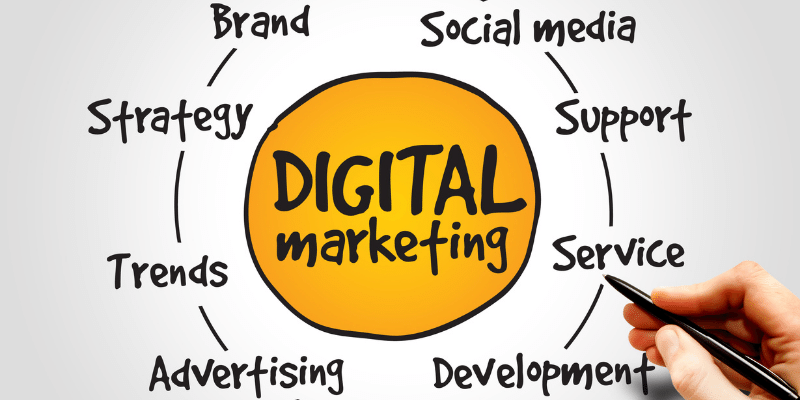 Brand
Social media
Strategy
Support
DIGITAL
marketing
Service
Trends
Advertising
Development